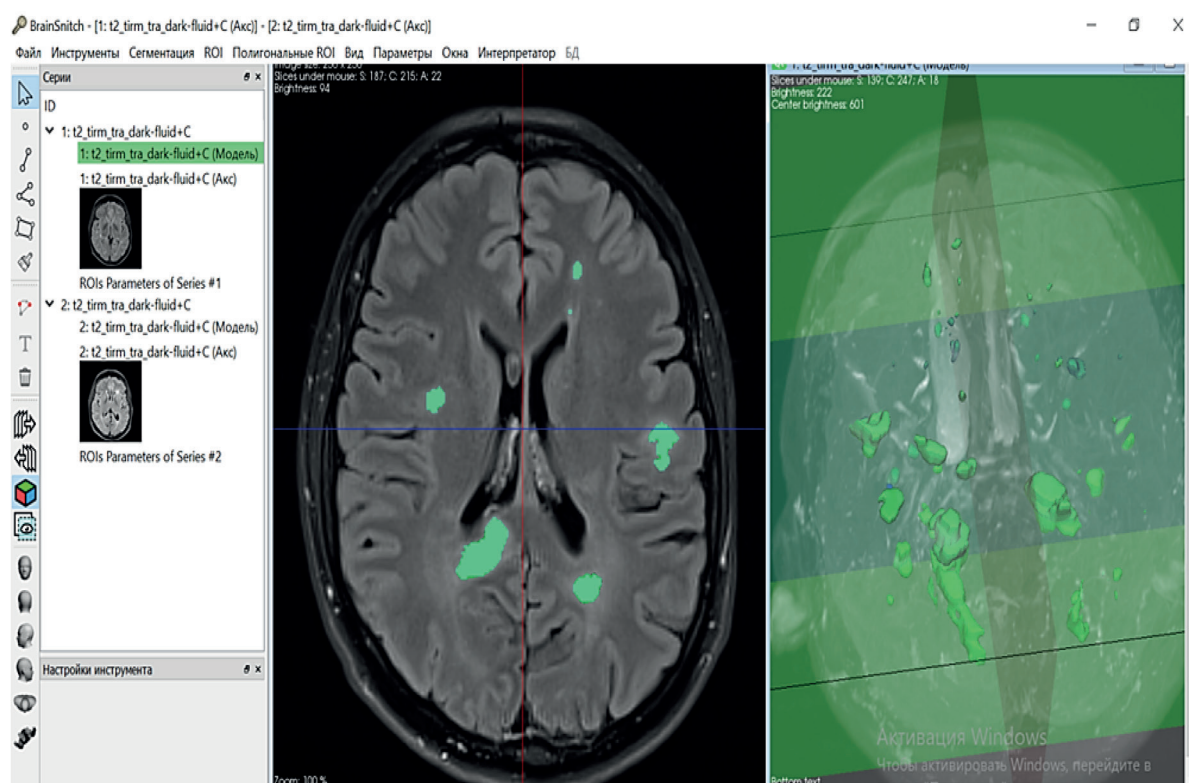 BrainSnitch - [1: t2_tirm_tra_dark-fluid+C (Акс)] - [2: t2_tirm_tra_dark-fluid+C (Акс)]
Файл Инструменты Сегментация ROI Полигональные ROI Вид Параметры Окна Интерпретатор БД
Серии
ID
1: t2_tirm_tra_dark-fluid+C
1: t2_tirm_tra_dark-fluid+C (Модель)
1: t2_tirm_tra_dark-fluid+C (Акс)
ROIs Parameters of Series #1
2: t2_tirm_tra_dark-fluid+C
2: t2_tirm_tra_dark-fluid+C (Модель)
2: t2_tirm_tra_dark-fluid+C (Акс)
ROIs Parameters of Series #2
Настройки инструмента
T
Slices under mouse: S: 187; C: 215; A: 22
Brightness: 94
Zoom: 100 %
1: t2_tirm_tra_dark-fluid+C (Модель)
Slices under mouse: S: 139; C: 247; A: 18
Brightness: 222
Center brightness: 601
Активация Windows
Чтобы активировать Windows, перейдите в
Bottom text